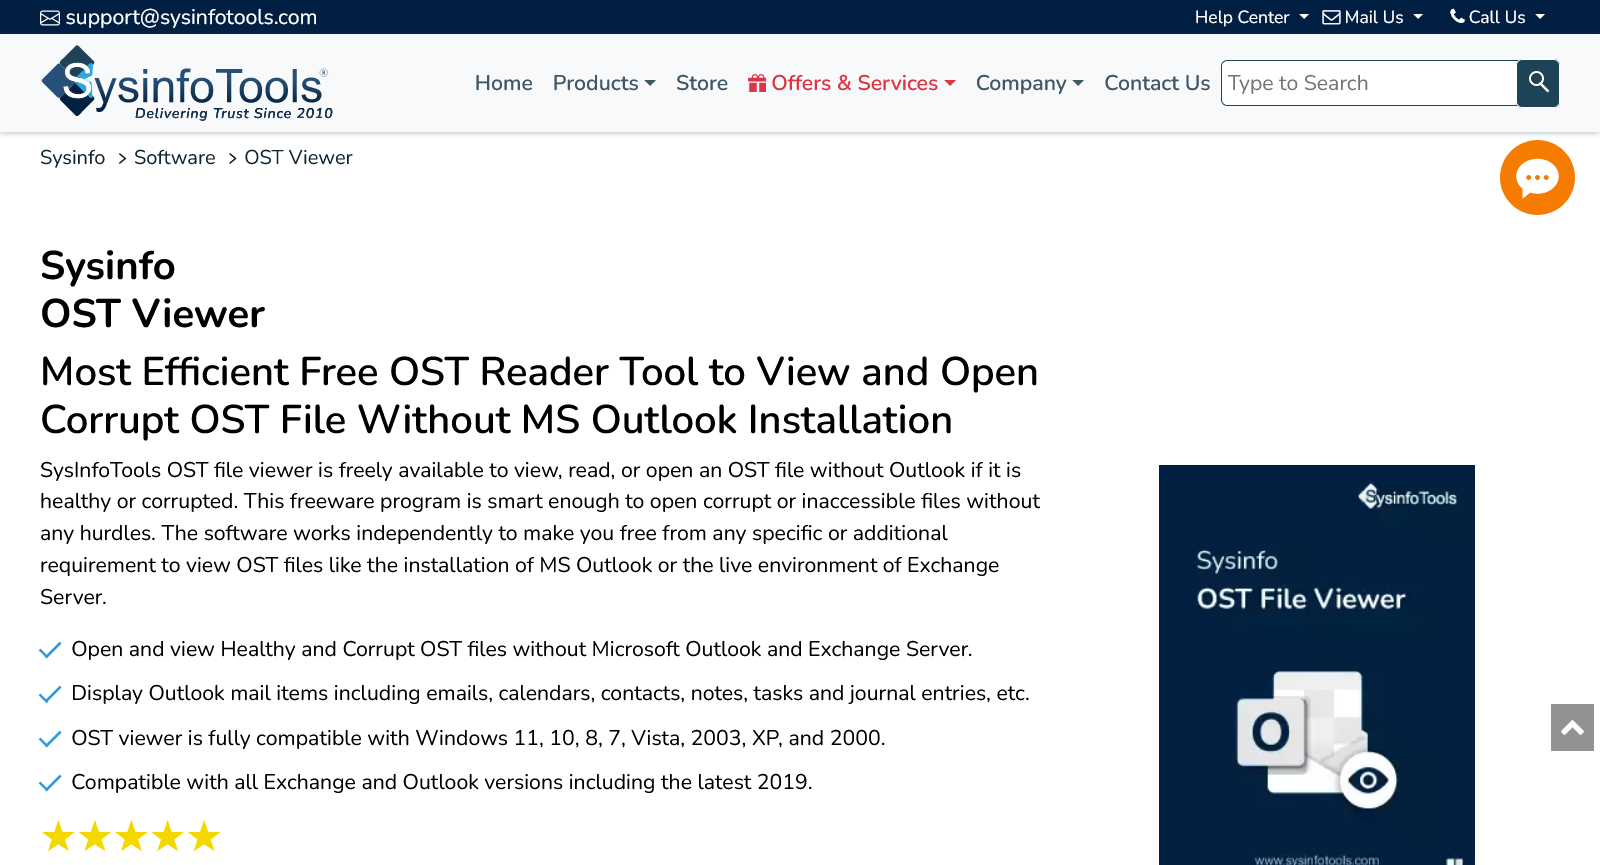 support@sysinfotools.com
Help Center Mail Us Call Us
SysinfoTools®
Delivering Trust Since 2010
Home Products Store Offers & Services Company Contact Us Type to Search
Sysinfo > Software > OST Viewer
Sysinfo
OST Viewer
Most Efficient Free OST Reader Tool to View and Open
Corrupt OST File Without MS Outlook Installation
SysInfoTools OST file viewer is freely available to view, read, or open an OST file without Outlook if it is
healthy or corrupted. This freeware program is smart enough to open corrupt or inaccessible files without
any hurdles. The software works independently to make you free from any specific or additional
requirement to view OST files like the installation of MS Outlook or the live environment of Exchange
Server.
Open and view Healthy and Corrupt OST files without Microsoft Outlook and Exchange Server.
Display Outlook mail items including emails, calendars, contacts, notes, tasks and journal entries, etc.
OST viewer is fully compatible with Windows 11, 10, 8, 7, Vista, 2003, XP, and 2000.
Compatible with all Exchange and Outlook versions including the latest 2019.
SysinfoTools
Sysinfo
OST File Viewer
O
www.sysinfotools.com